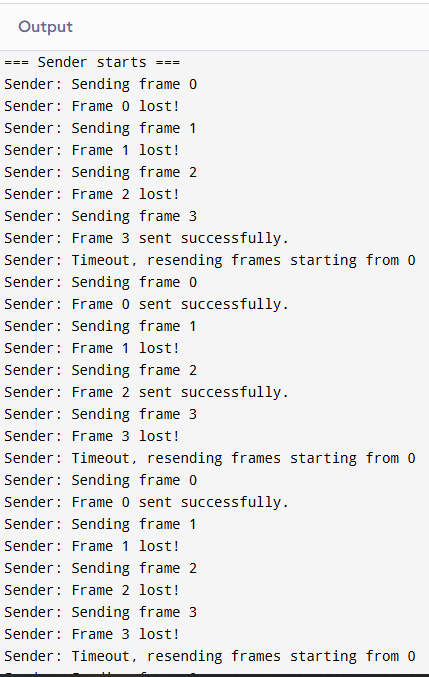 Output
=== Sender starts ===
Sender: Sending frame 0
Sender: Frame 0 lost!
Sender: Sending frame 1
Sender: Frame 1 lost!
Sender: Sending frame 2
Sender: Frame 2 lost!
Sender: Sending frame 3
Sender: Frame 3 sent successfully.
Sender: Timeout, resending frames starting from 0
Sender: Sending frame 0
Sender: Frame 0 sent successfully.
Sender: Sending frame 1
Sender: Frame 1 lost!
Sender: Sending frame 2
Sender: Frame 2 sent successfully.
Sender: Sending frame 3
Sender: Frame 3 lost!
Sender: Timeout, resending frames starting from 0
Sender: Sending frame 0
Sender: Frame 0 sent successfully.
Sender: Sending frame 1
Sender: Frame 1 lost!
Sender: Sending frame 2
Sender: Frame 2 lost!
Sender: Sending frame 3
Sender: Frame 3 lost!
Sender: Timeout, resending frames starting from 0